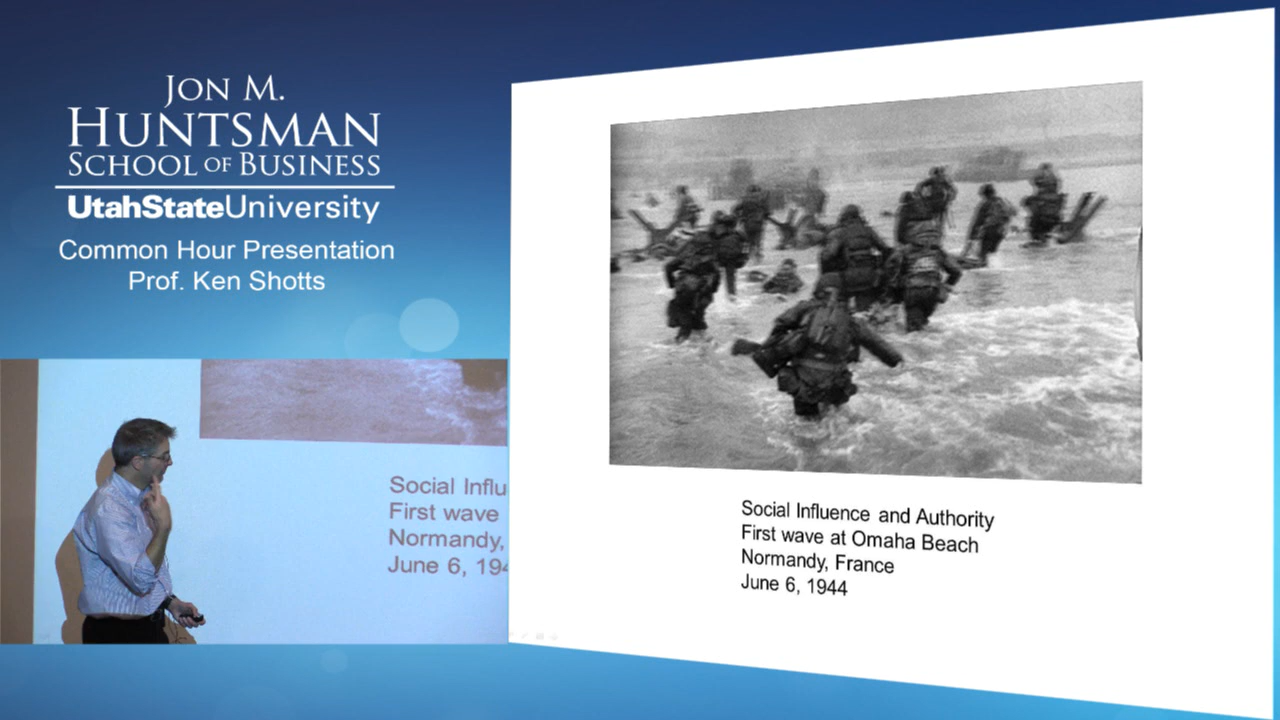 JON M.
HUNTSMAN
SCHOOL OF BUSINESS
UtahStateUniversity
Common Hour Presentation
Prof. Ken Shotts
Social Influ
First wave
Normandy,
June 6, 194
Social Influence and Authority
First wave at Omaha Beach
Normandy, France
June 6, 1944